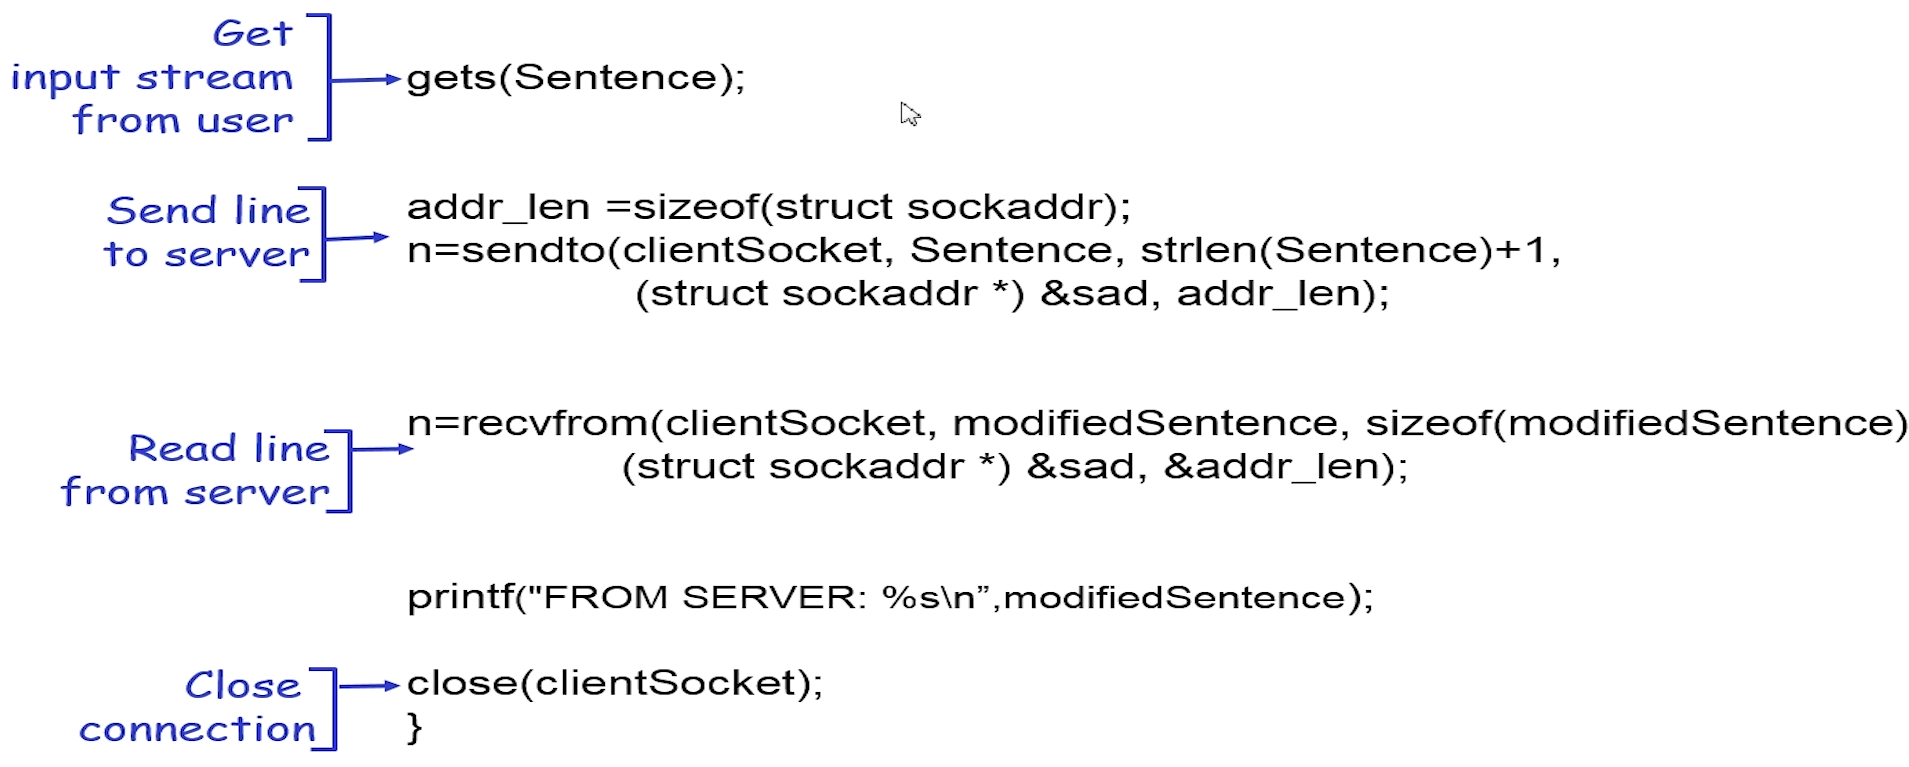 Get
input stream
from user
gets(Sentence);
Send line
to server
addr_len =sizeof(struct sockaddr);
n=sendto(clientSocket, Sentence, strlen(Sentence)+1,
(struct sockaddr *) &sad, addr_len);
Read line
from server
n=recvfrom(clientSocket, modifiedSentence, sizeof(modifiedSentence)
(struct sockaddr *) &sad, &addr_len);
printf("FROM SERVER: %s\n”,modifiedSentence);
Close
connection
close(clientSocket);
}